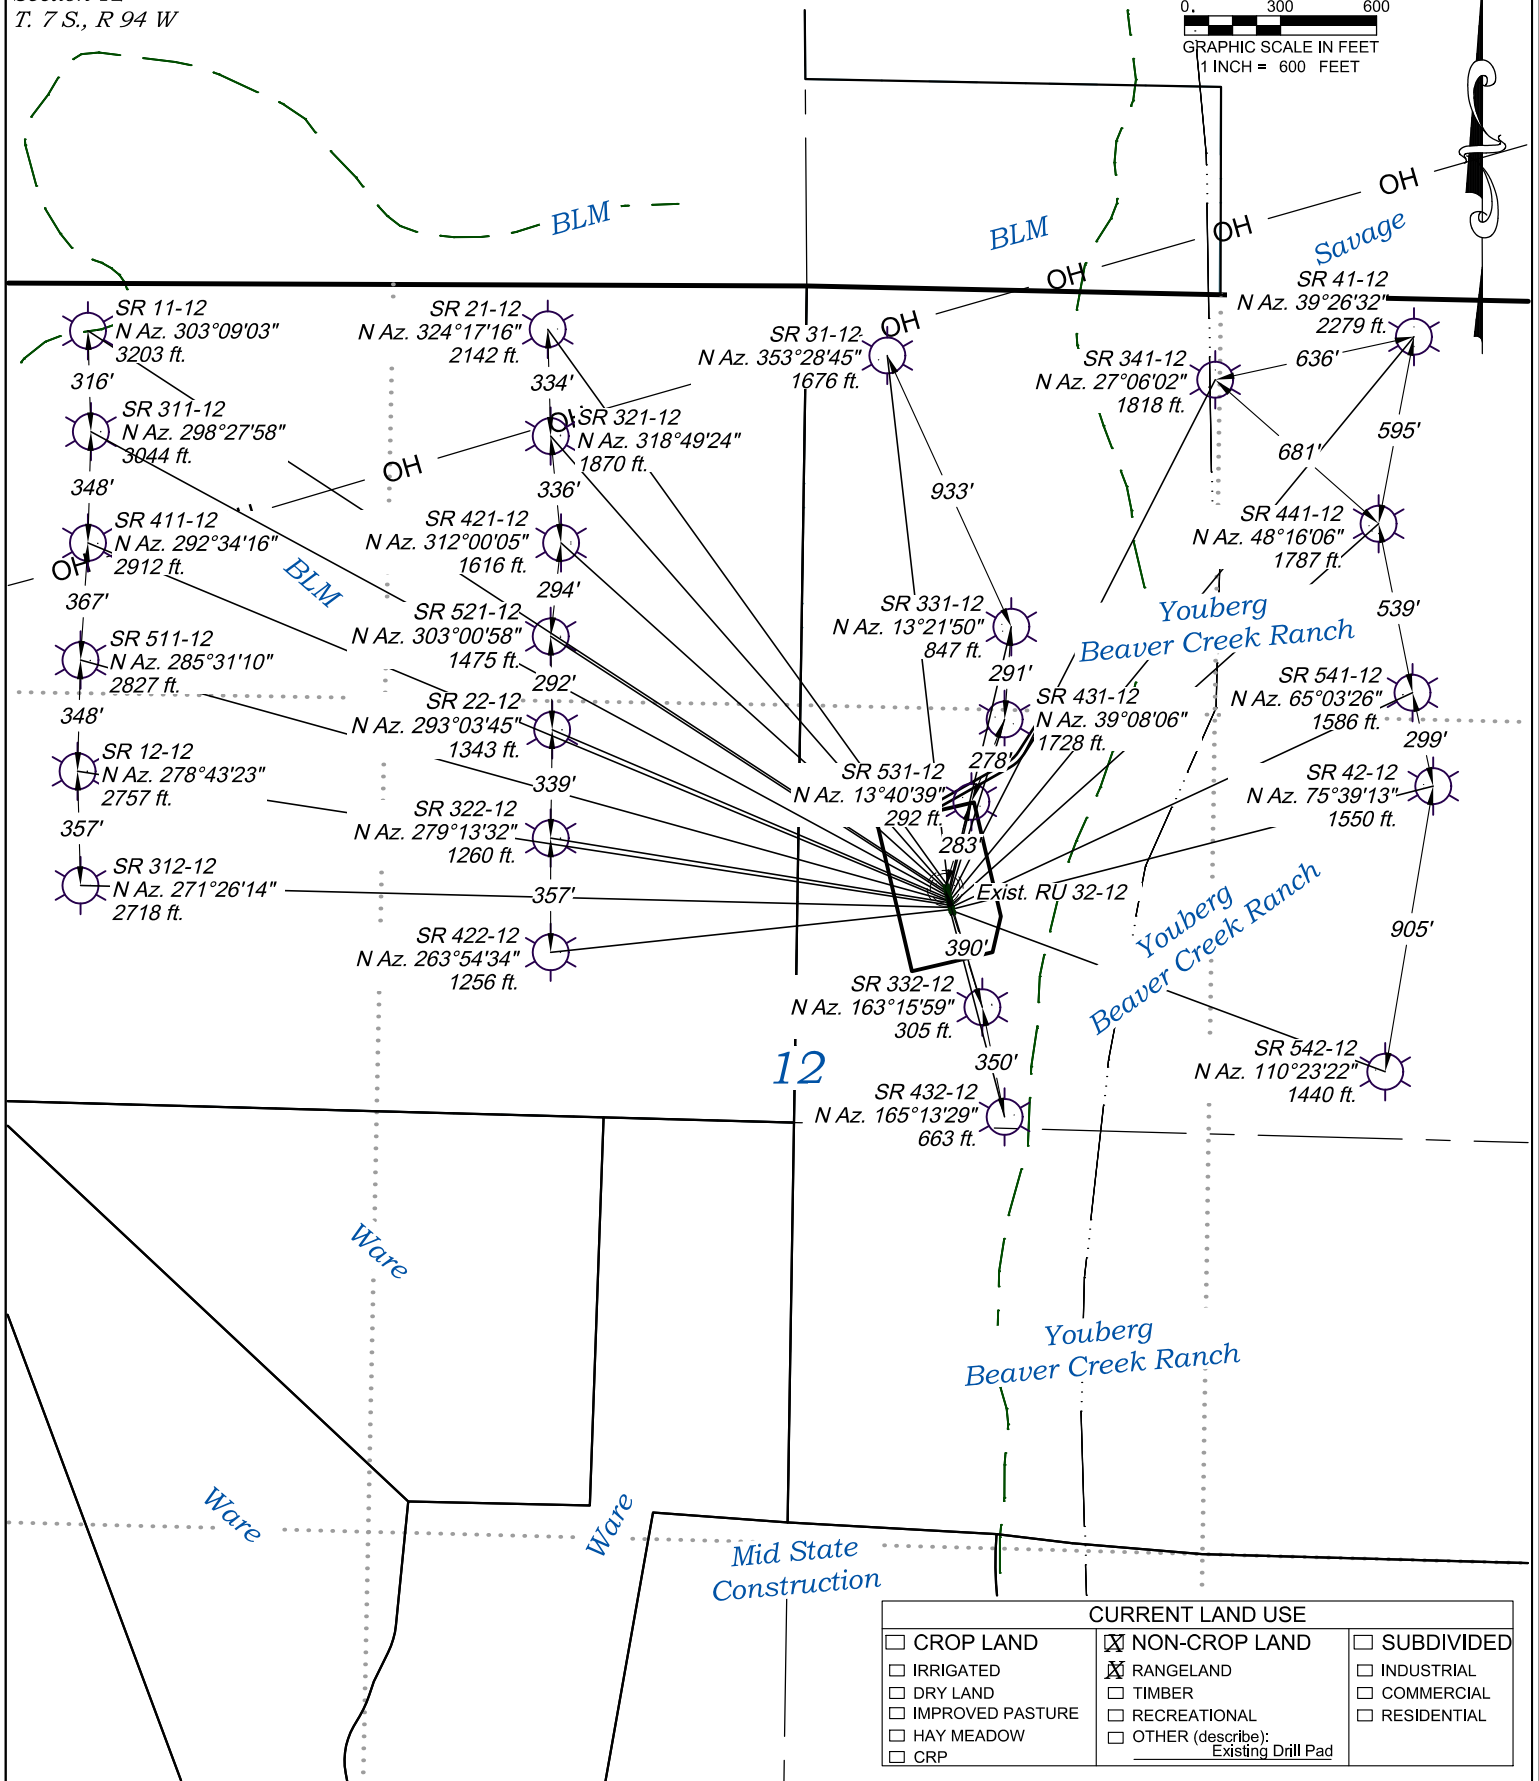 T. 7 S., R 94 W
0. 300 600
GRAPHIC SCALE IN FEET
1 INCH = 600 FEET
BLM
BLM
Savage
OH
OH
OH
OH
OH
OH
OH
SR 11-12
N Az. 303°09'03"
3203 ft.
316'
SR 311-12
N Az. 298°27'58"
3044 ft.
348'
SR 411-12
N Az. 292°34'16"
2912 ft.
367'
SR 511-12
N Az. 285°31'10"
2827 ft.
348'
SR 12-12
N Az. 278°43'23"
2757 ft.
357'
SR 312-12
N Az. 271°26'14"
2718 ft.
BLM
SR 21-12
N Az. 324°17'16"
2142 ft.
334'
SR 321-12
N Az. 318°49'24"
1870 ft.
336'
SR 421-12
N Az. 312°00'05"
1616 ft.
294'
SR 521-12
N Az. 303°00'58"
1475 ft.
292'
SR 22-12
N Az. 293°03'45"
1343 ft.
339'
SR 322-12
N Az. 279°13'32"
1260 ft.
357'
SR 422-12
N Az. 263°54'34"
1256 ft.
SR 31-12
N Az. 353°28'45"
1676 ft.
933'
SR 331-12
N Az. 13°21'50"
847 ft.
291'
SR 431-12
N Az. 39°08'06"
1728 ft.
278'
SR 531-12
N Az. 13°40'39"
292 ft.
283'
Exist. RU 32-12
390'
SR 332-12
N Az. 163°15'59"
305 ft.
350'
SR 432-12
N Az. 165°13'29"
663 ft.
SR 41-12
N Az. 39°26'32"
2279 ft.
636'
SR 341-12
N Az. 27°06'02"
1818 ft.
595'
681'
SR 441-12
N Az. 48°16'06"
1787 ft.
539'
Youberg
Beaver Creek Ranch
SR 541-12
N Az. 65°03'26"
1586 ft.
299'
SR 42-12
N Az. 75°39'13"
1550 ft.
905'
Youberg
Beaver Creek Ranch
SR 542-12
N Az. 110°23'22"
1440 ft.
12
Ware
Youberg
Beaver Creek Ranch
Ware
Ware
Mid State
Construction
CURRENT LAND USE
CROP LAND
IRRIGATED
DRY LAND
IMPROVED PASTURE
HAY MEADOW
CRP
X NON-CROP LAND
X RANGELAND
TIMBER
RECREATIONAL
OTHER (describe):
Existing Drill Pad
SUBDIVIDED
INDUSTRIAL
COMMERCIAL
RESIDENTIAL